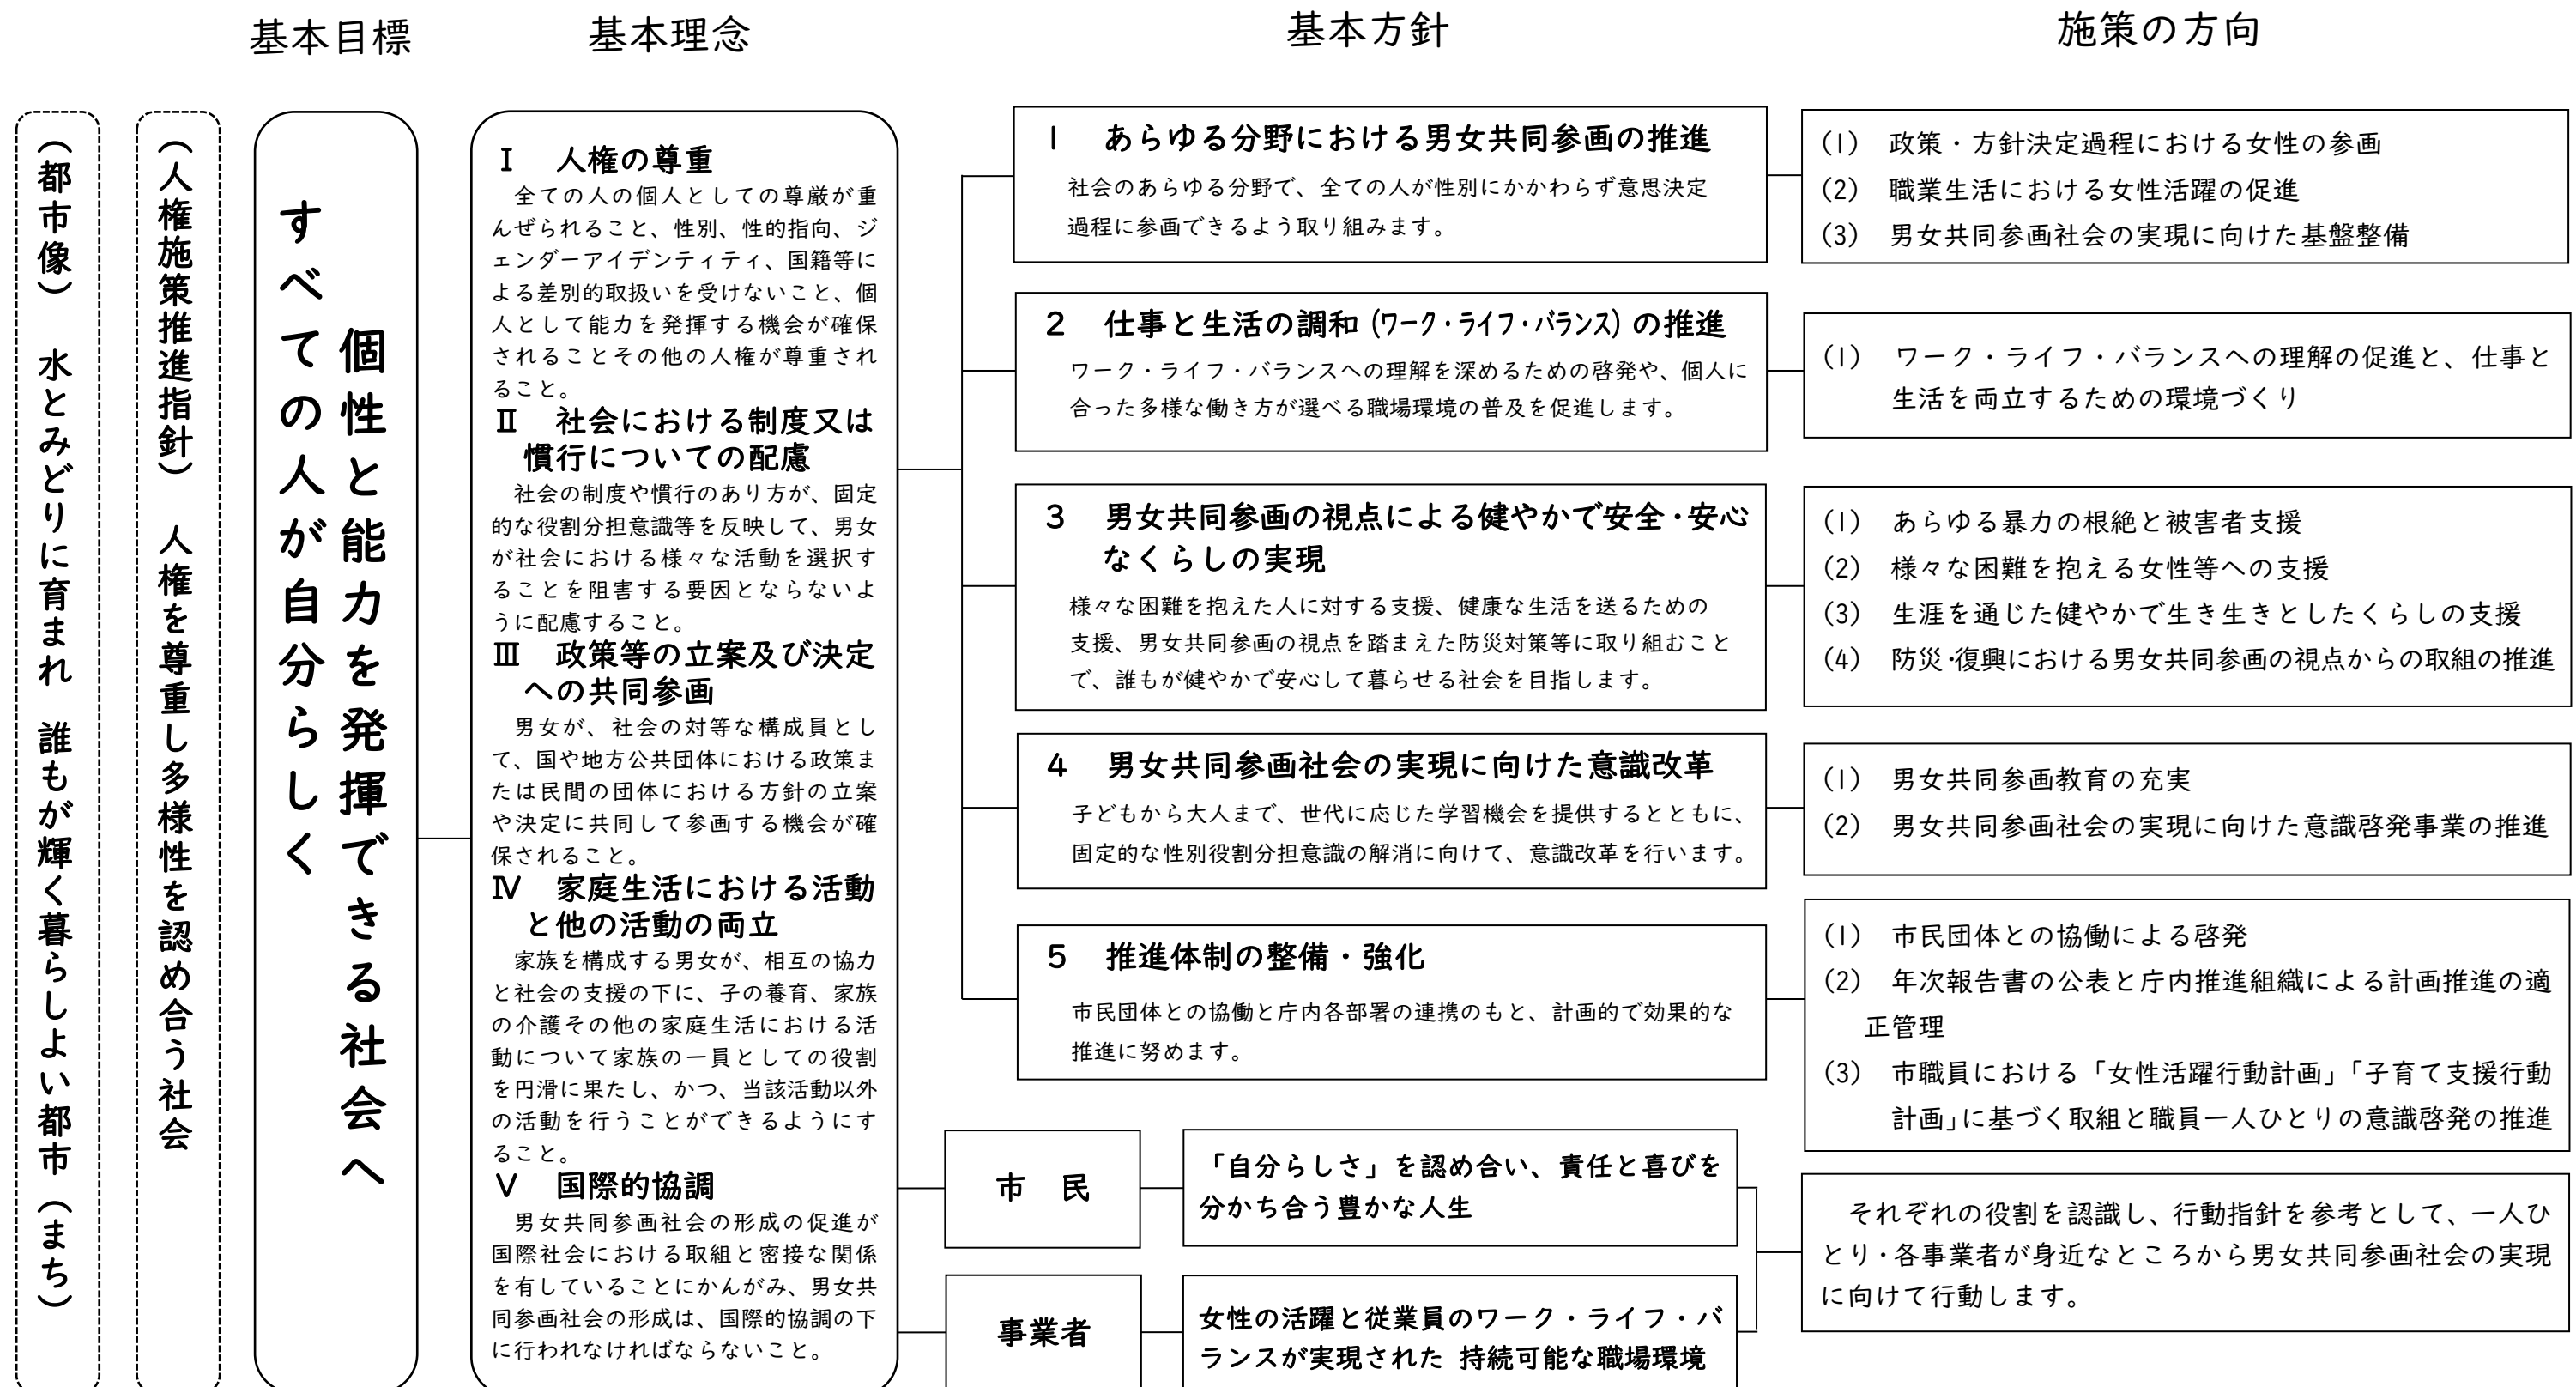 基本目標
基本理念
基本方針
施策の方向
（都市像）　水とみどりに育まれ　誰もが輝く暮らしよい都市（まち）
（人権施策推進指針）　人権を尊重し多様性を認め合う社会
すべての人が自分らしく
個性と能力を発揮できる社会へ
Ⅰ　人権の尊重
全ての人の個人としての尊厳が重
んぜられること、性別、性的指向、ジ
ェンダーアイデンティティ、国籍等に
よる差別的取扱いを受けないこと、個
人として能力を発揮する機会が確保
されることその他の人権が尊重され
ること。
Ⅱ　社会における制度又は
慣行についての配慮
社会の制度や慣行のあり方が、固定
的な役割分担意識等を反映して、男女
が社会における様々な活動を選択す
ることを阻害する要因とならないよ
うに配慮すること。
Ⅲ　政策等の立案及び決定
への共同参画
男女が、社会の対等な構成員とし
て、国や地方公共団体における政策ま
たは民間の団体における方針の立案
や決定に共同して参画する機会が確
保されること。
Ⅳ　家庭生活における活動
と他の活動の両立
家族を構成する男女が、相互の協力
と社会の支援の下に、子の養育、家族
の介護その他の家庭生活における活
動について家族の一員としての役割
を円滑に果たし、かつ、当該活動以外
の活動を行うことができるようにす
ること。
Ⅴ　国際的協調
男女共同参画社会の形成の促進が
国際社会における取組と密接な関係
を有していることにかんがみ、男女共
同参画社会の形成は、国際的協調の下
に行われなければならないこと。
1　あらゆる分野における男女共同参画の推進
社会のあらゆる分野で、全ての人が性別にかかわらず意思決定
過程に参画できるよう取り組みます。
(1)　政策・方針決定過程における女性の参画
(2)　職業生活における女性活躍の促進
(3)　男女共同参画社会の実現に向けた基盤整備
2　仕事と生活の調和（ワーク・ライフ・バランス）の推進
ワーク・ライフ・バランスへの理解を深めるための啓発や、個人に
合った多様な働き方が選べる職場環境の普及を促進します。
(1)　ワーク・ライフ・バランスへの理解の促進と、仕事と
生活を両立するための環境づくり
3　男女共同参画の視点による健やかで安全・安心
なくらしの実現
様々な困難を抱えた人に対する支援、健康な生活を送るための
支援、男女共同参画の視点を踏まえた防災対策等に取り組むこと
で、誰もが健やかで安心して暮らせる社会を目指します。
(1)　あらゆる暴力の根絶と被害者支援
(2)　様々な困難を抱える女性等への支援
(3)　生涯を通じた健やかで生き生きとしたくらしの支援
(4)　防災・復興における男女共同参画の視点からの取組の推進
4　男女共同参画社会の実現に向けた意識改革
子どもから大人まで、世代に応じた学習機会を提供するとともに、
固定的な性別役割分担意識の解消に向けて、意識改革を行います。
(1)　男女共同参画教育の充実
(2)　男女共同参画社会の実現に向けた意識啓発事業の推進
5　推進体制の整備・強化
市民団体との協働と庁内各部署の連携のもと、計画的で効果的な
推進に努めます。
(1)　市民団体との協働による啓発
(2)　年次報告書の公表と庁内推進組織による計画推進の適
正管理
(3)　市職員における「女性活躍行動計画」「子育て支援行動
計画」に基づく取組と職員一人ひとりの意識啓発の推進
市　民
「自分らしさ」を認め合い、責任と喜びを
分かち合う豊かな人生
事業者
女性の活躍と従業員のワーク・ライフ・バ
ランスが実現された 持続可能な職場環境
それぞれの役割を認識し、行動指針を参考として、一人ひ
とり・各事業者が身近なところから男女共同参画社会の実現
に向けて行動します。